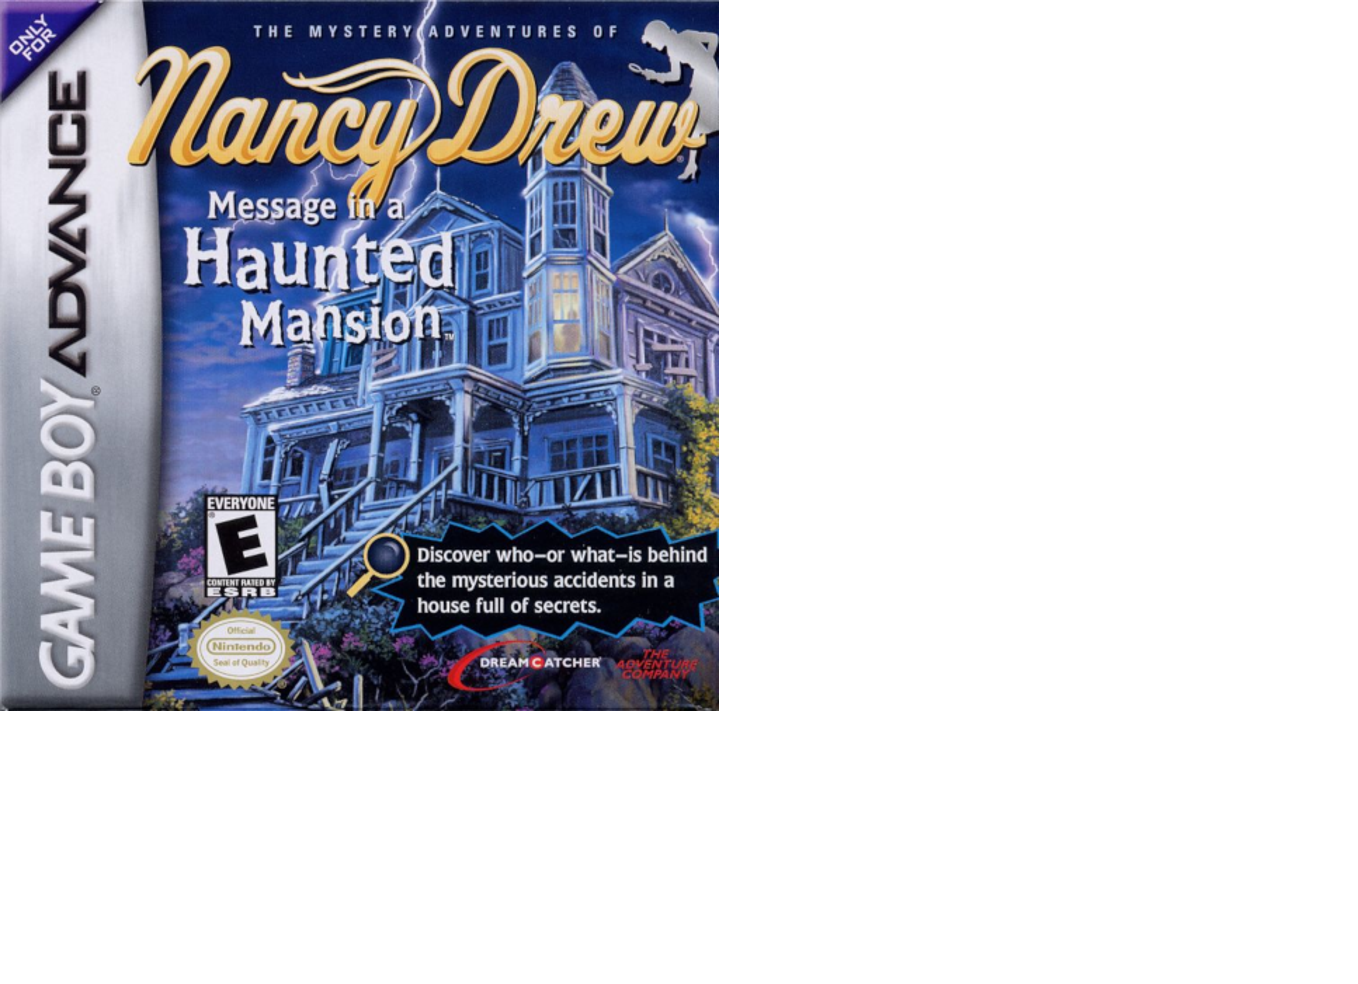 ONLY
FOR
GAME BOY ADVANCE
THE MYSTERY ADVENTURES OF
Nancy Drew
Message in a
Haunted
Mansion™
EVERYONE
E
CONTENT RATED BY
ESRB
Discover who–or what–is behind
the mysterious accidents in a
house full of secrets.
Official
Nintendo
Seal of Quality
DREAMCATCHER
THE
ADVENTURE
COMPANY